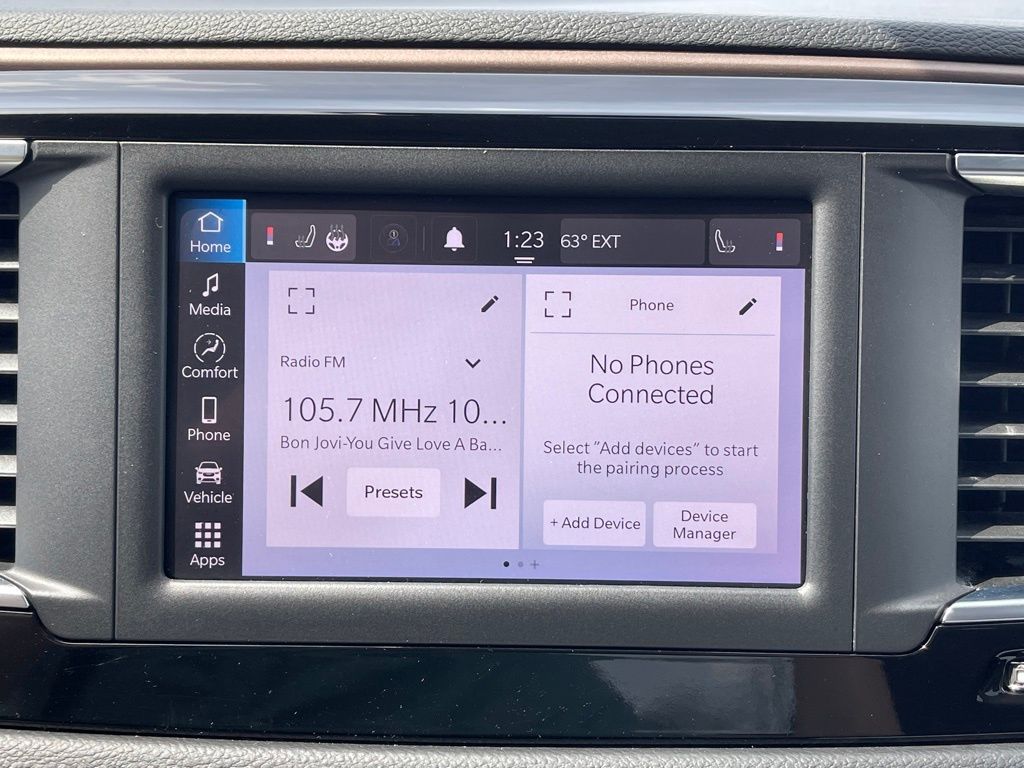 Home
1:23
63° EXT
Media
Comfort
Phone
Vehicle
Apps
Radio FM
105.7 MHz 10...
Bon Jovi-You Give Love A Ba...
Presets
Phone
No Phones
Connected
Select “Add devices” to start
the pairing process
+ Add Device
Device
Manager